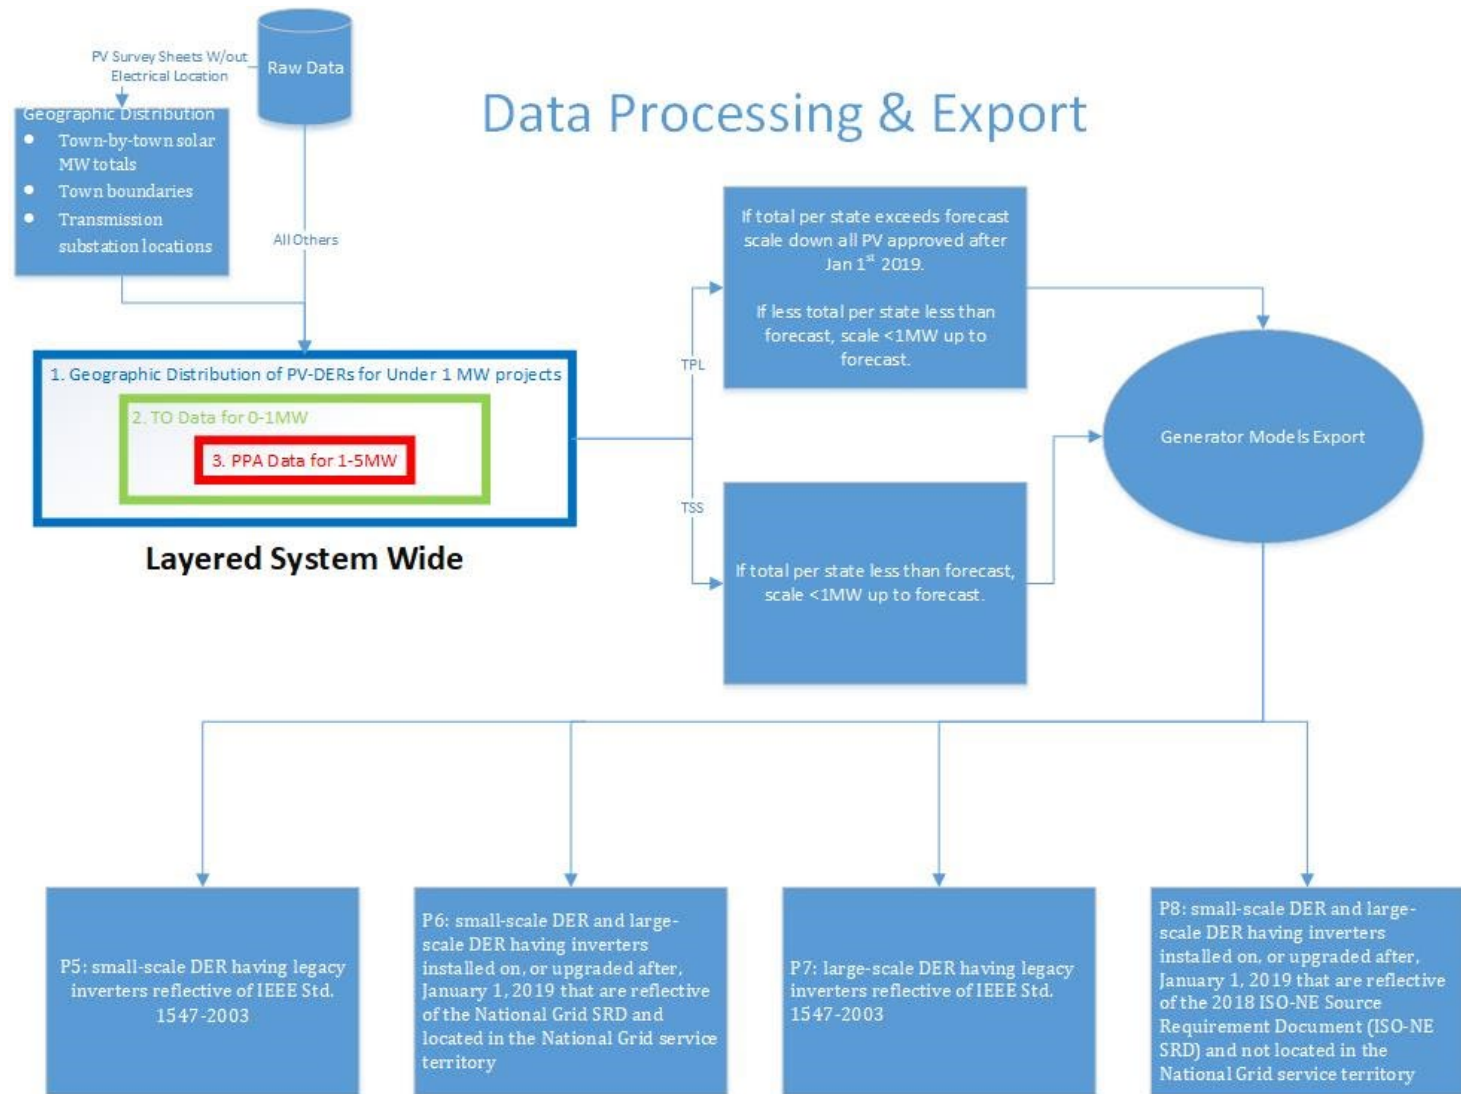 PV Survey Sheets W/out
Electrical Location
Raw Data
Data Processing & Export
Geographic Distribution
● Town-by-town solar
MW totals
● Town boundaries
● Transmission
substation locations
All Others
If total per state exceeds forecast
scale down all PV approved after
Jan 1st 2019.
If less total per state less than
forecast, scale <1MW up to
forecast.
1. Geographic Distribution of PV-DERs for Under 1 MW projects
2. TO Data for 0-1MW
3. PPA Data for 1-5MW
Layered System Wide
TPL
TSS
Generator Models Export
If total per state less than forecast,
scale <1MW up to forecast.
P5: small-scale DER having legacy
inverters reflective of IEEE Std.
1547-2003
P6: small-scale DER and large-
scale DER having inverters
installed on, or upgraded after,
January 1, 2019 that are reflective
of the National Grid SRD and
located in the National Grid service
territory
P7: large-scale DER having legacy
inverters reflective of IEEE Std.
1547-2003
P8: small-scale DER and large-
scale DER having inverters
installed on, or upgraded after,
January 1, 2019 that are reflective
of the 2018 ISO-NE Source
Requirement Document (ISO-NE
SRD) and not located in the
National Grid service territory